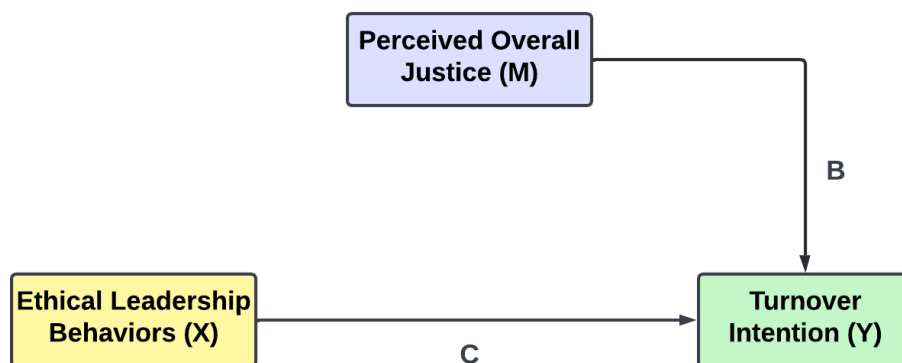 Perceived Overall
Justice (M)
B
Ethical Leadership
Behaviors (X)
Turnover
Intention (Y)
C